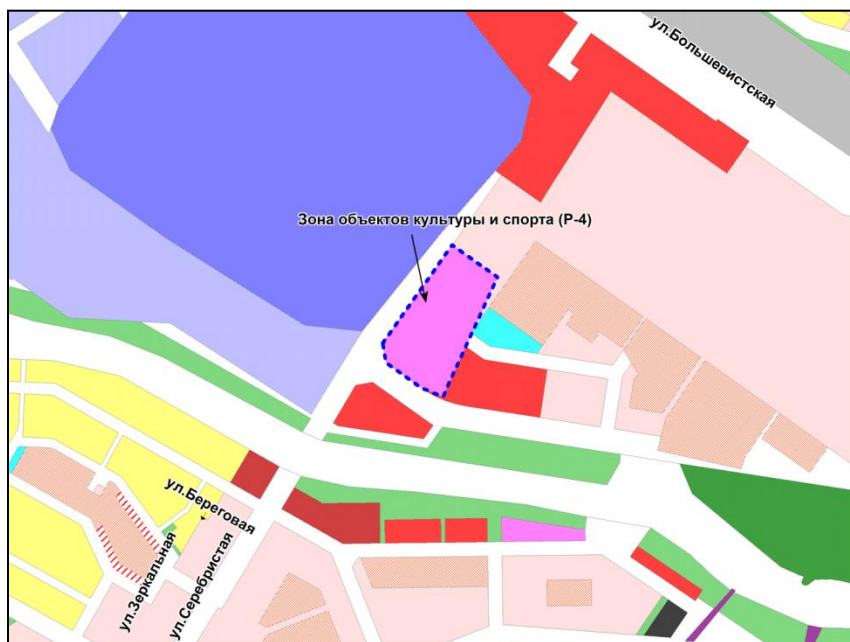 ул.Большевистская
Зона объектов культуры и спорта (Р-4)
ул.Береговая
ул.Зеркальная
ул.Серебристая